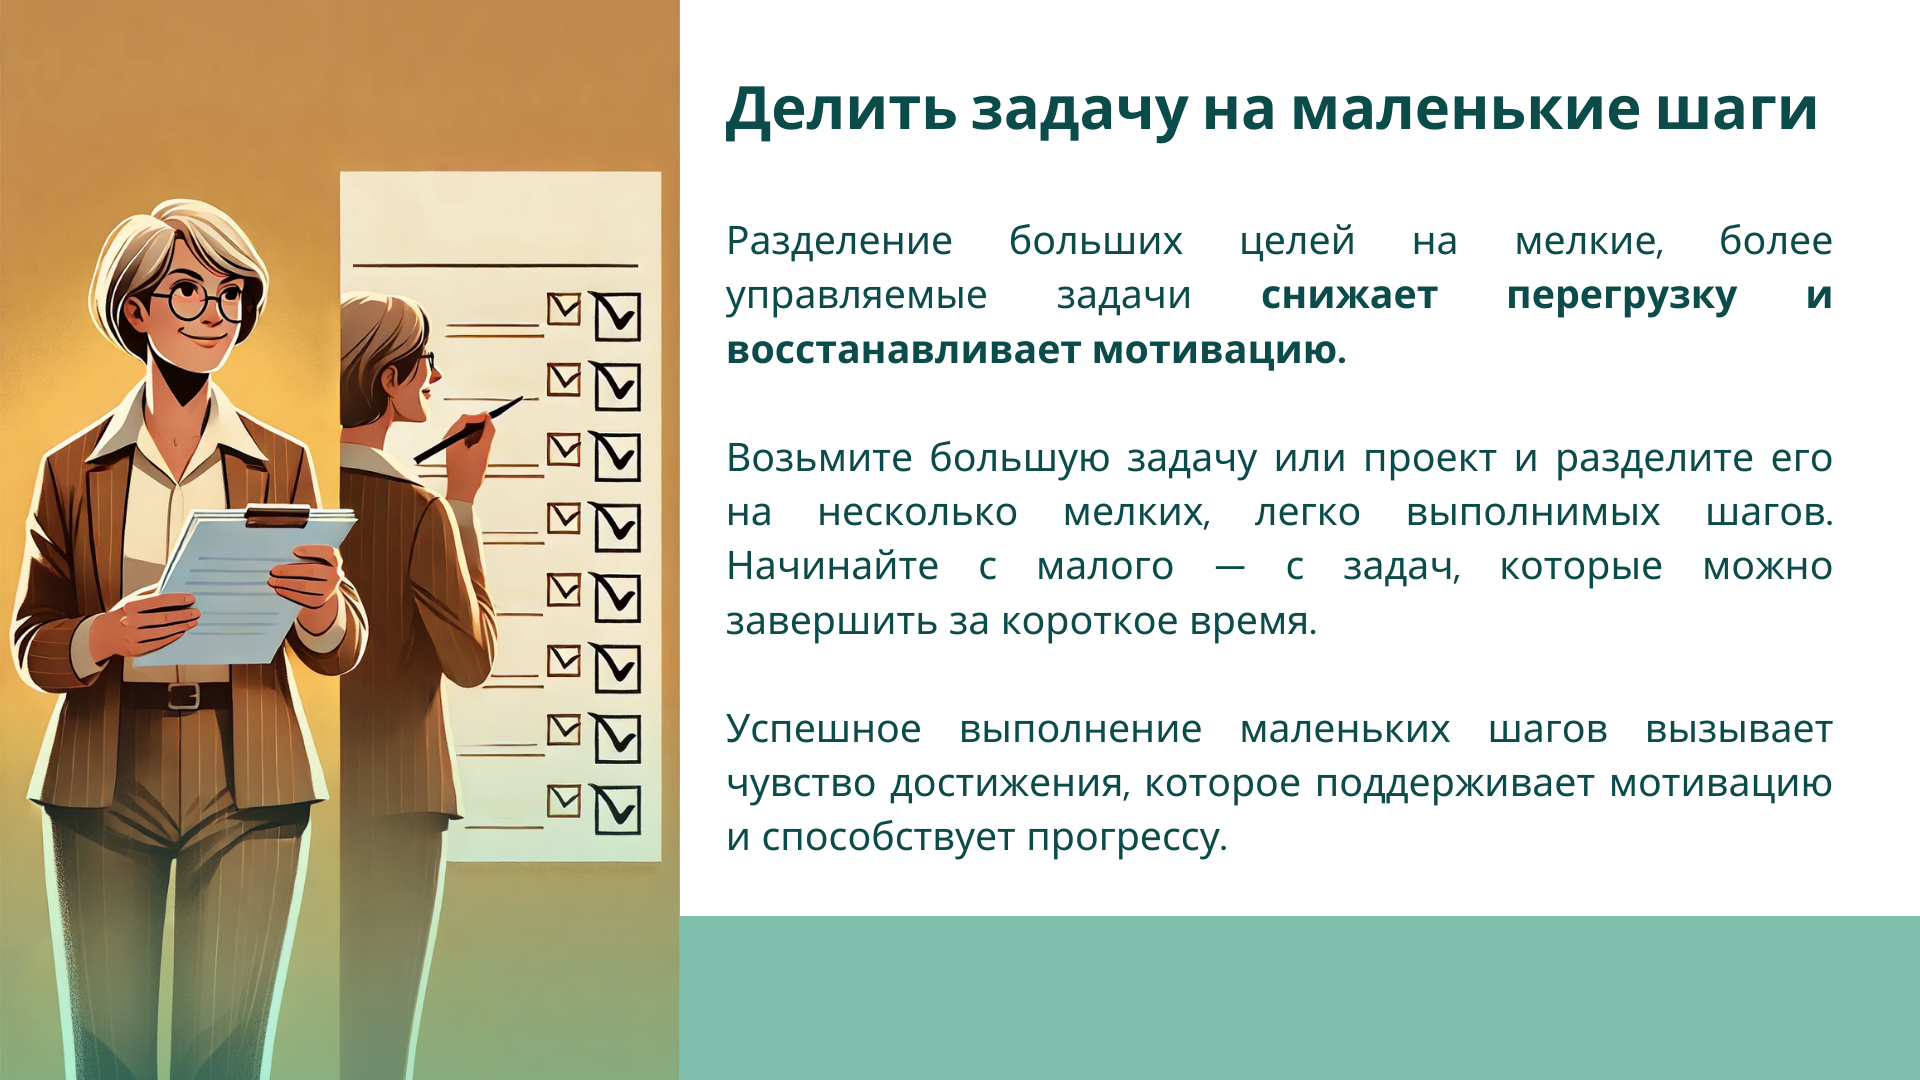 Делить задачу на маленькие шаги
Разделение больших целей на мелкие, более
управляемые задачи снижает перегрузку и
восстанавливает мотивацию.
Возьмите большую задачу или проект и разделите его
на несколько мелких, легко выполнимых шагов.
Начинайте с малого — с задач, которые можно
завершить за короткое время.
Успешное выполнение маленьких шагов вызывает
чувство достижения, которое поддерживает мотивацию
и способствует прогрессу.